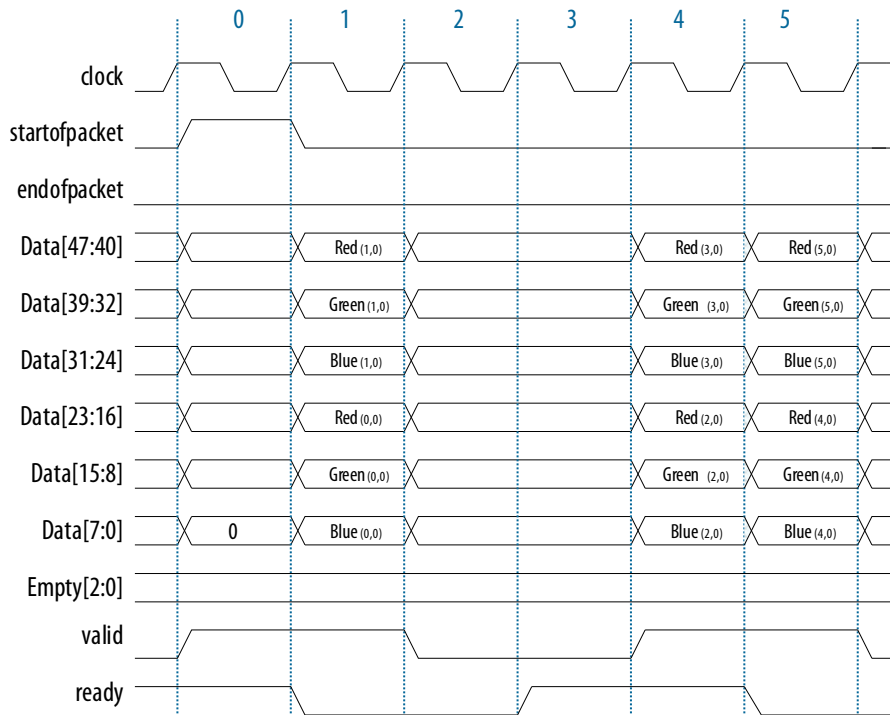 0 1 2 3 4 5
clock
startofpacket
endofpacket
Data[47:40] Red (1,0) Red (3,0) Red (5,0)
Data[39:32] Green (1,0) Green (3,0) Green (5,0)
Data[31:24] Blue (1,0) Blue (3,0) Blue (5,0)
Data[23:16] Red (0,0) Red (2,0) Red (4,0)
Data[15:8] Green (0,0) Green (2,0) Green (4,0)
Data[7:0] 0 Blue (0,0) Blue (2,0) Blue (4,0)
Empty[2:0]
valid
ready